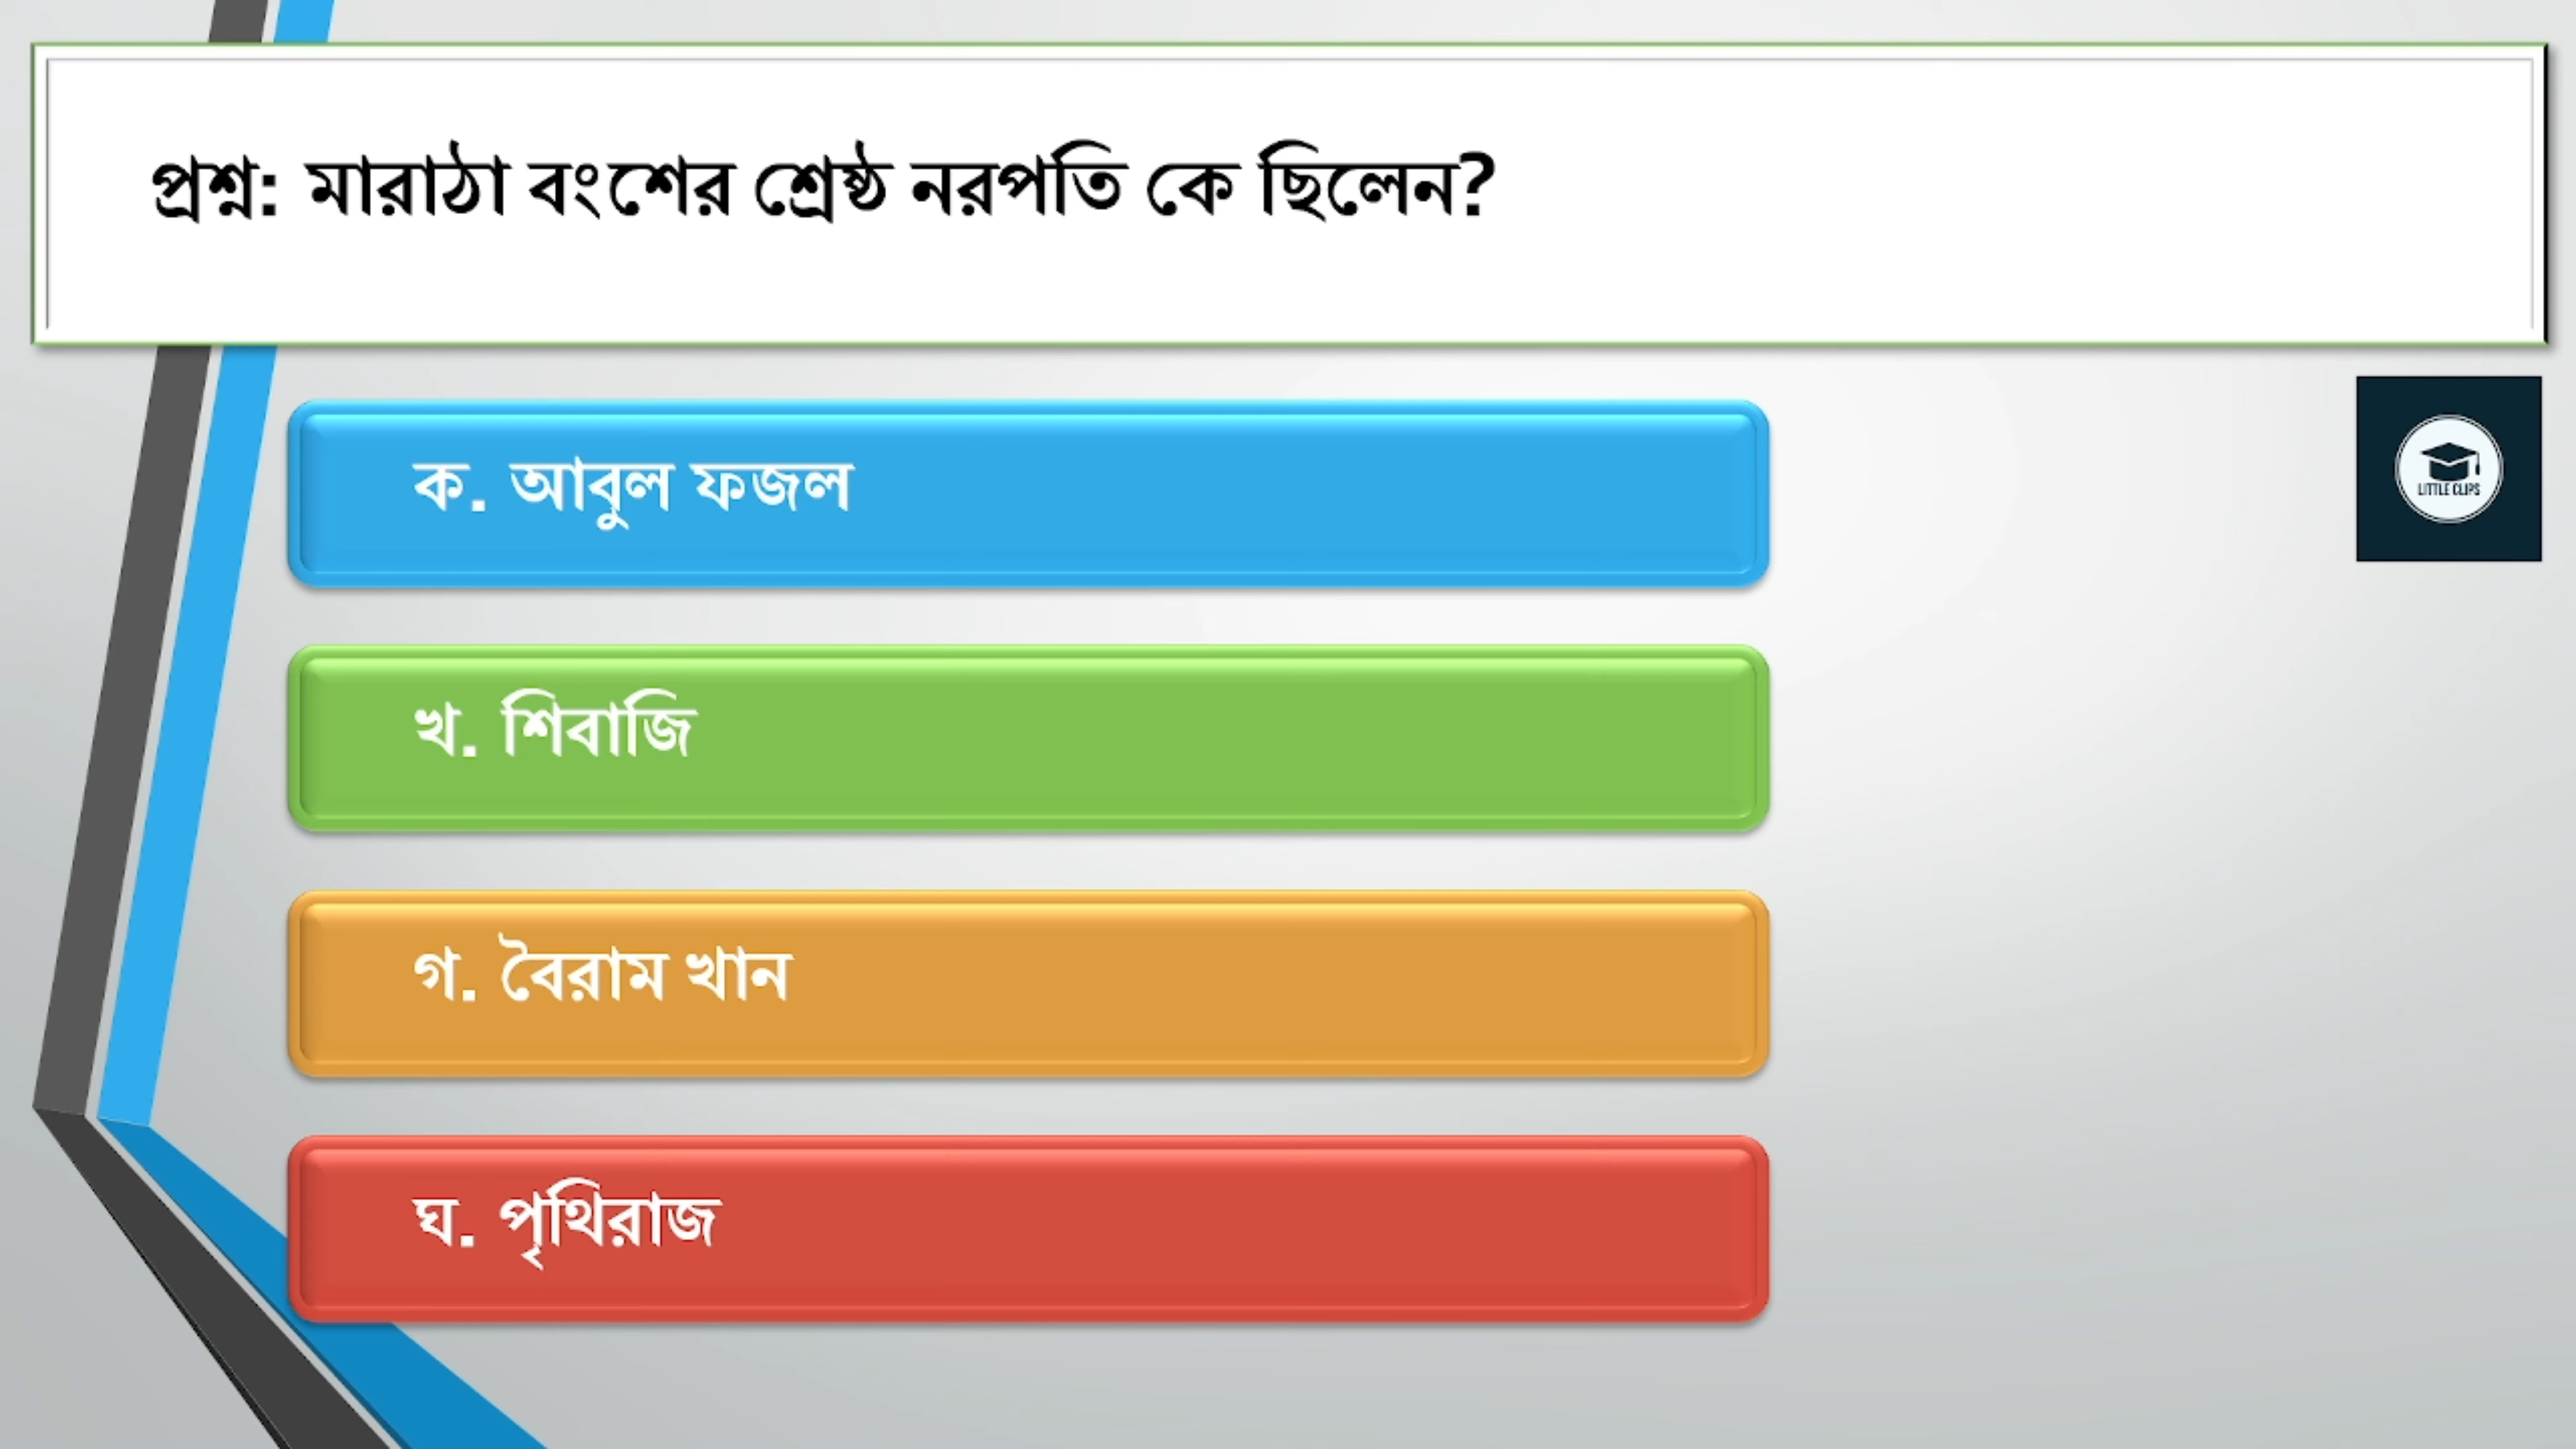 প্রশ্ন: মারাঠা বংশের শ্রেষ্ঠ নরপতি কে ছিলেন?
ক. আবুল ফজল
LITTLE CLIPS
খ. শিবাজি
গ. বৈরাম খান
ঘ. পৃথিরাজ